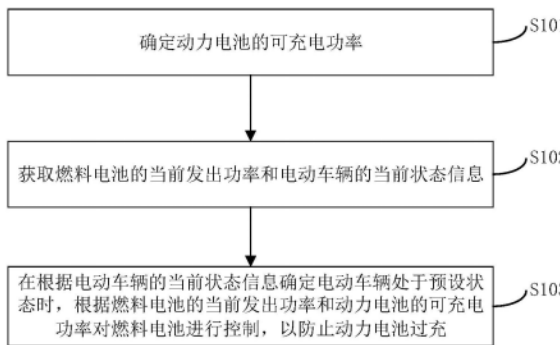 确定动力电池的可充电功率
S10
获取燃料电池的当前发出功率和电动车辆的当前状态信息
S102
在根据电动车辆的当前状态信息确定电动车辆处于预设状
态时，根据燃料电池的当前发出功率和动力电池的可充电
功率对燃料电池进行控制，以防止动力电池过充
S103